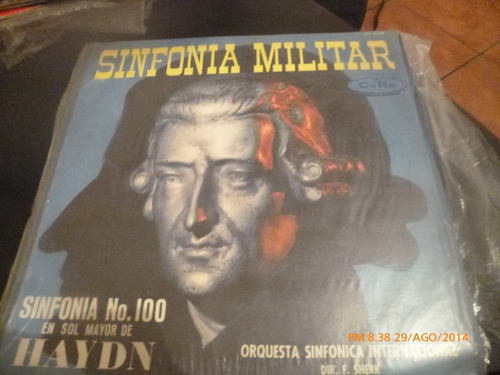 SINFONIA MILITAR
CoRo
SINFONIA No. 100
EN SOL MAYOR DE
HAYDN
ORQUESTA SINFONICA INTERNACIONAL
DIR. F. SHERK
PM 8:38 29/AGO/2014